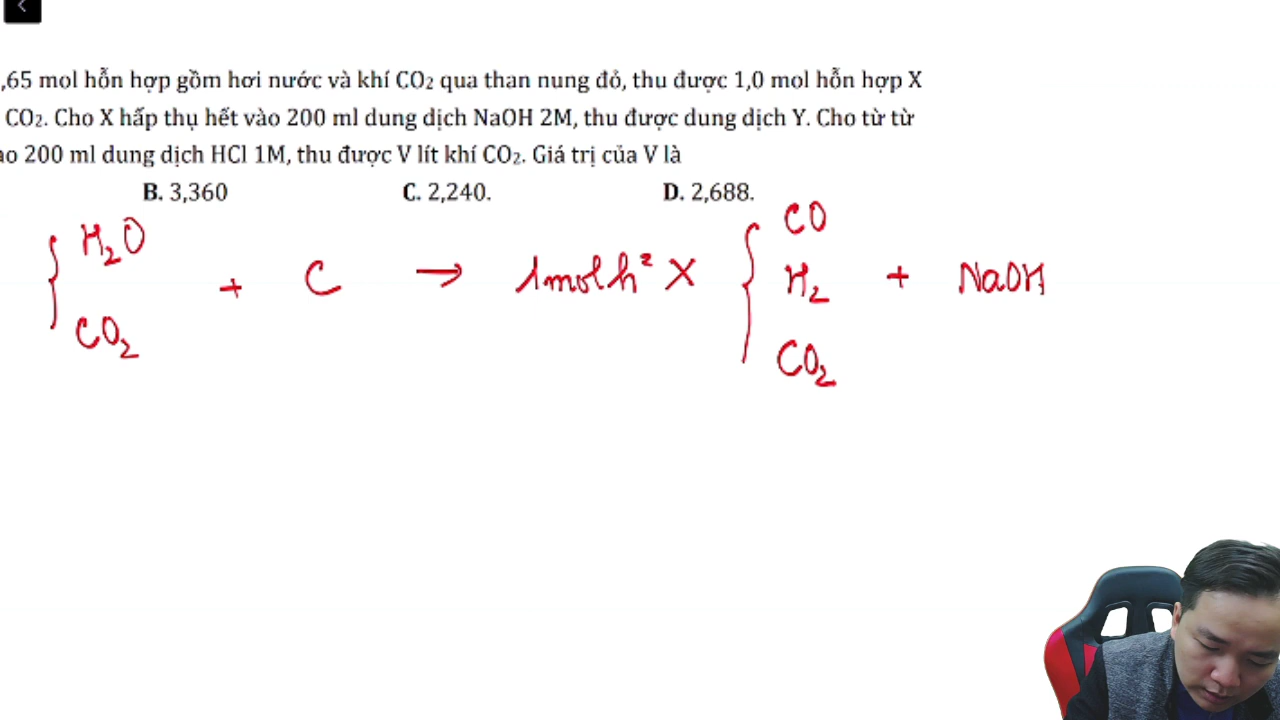 ,65 mol hỗn hợp gồm hơi nước và khí CO₂ qua than nung đỏ, thu được 1,0 mol hỗn hợp X
CO₂. Cho X hấp thụ hết vào 200 ml dung dịch NaOH 2M, thu được dung dịch Y. Cho từ từ
ao 200 ml dung dịch HCl 1M, thu được V lít khí CO₂. Giá trị của V là
B. 3,360 C. 2,240. D. 2,688.
H₂O
CO₂
+ C → 1mol h² X
CO
H₂
CO₂
+ NaOH